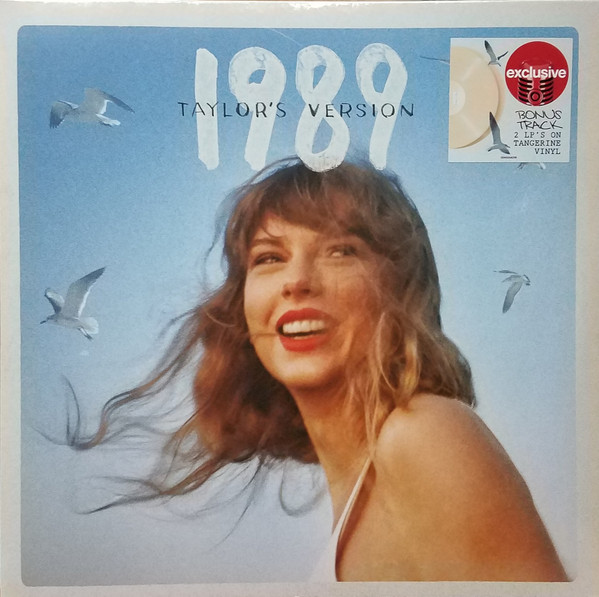 1989
TAYLOR'S VERSION
exclusive
BONUS
TRACK
2 LP'S ON
TANGERINE
VINYL